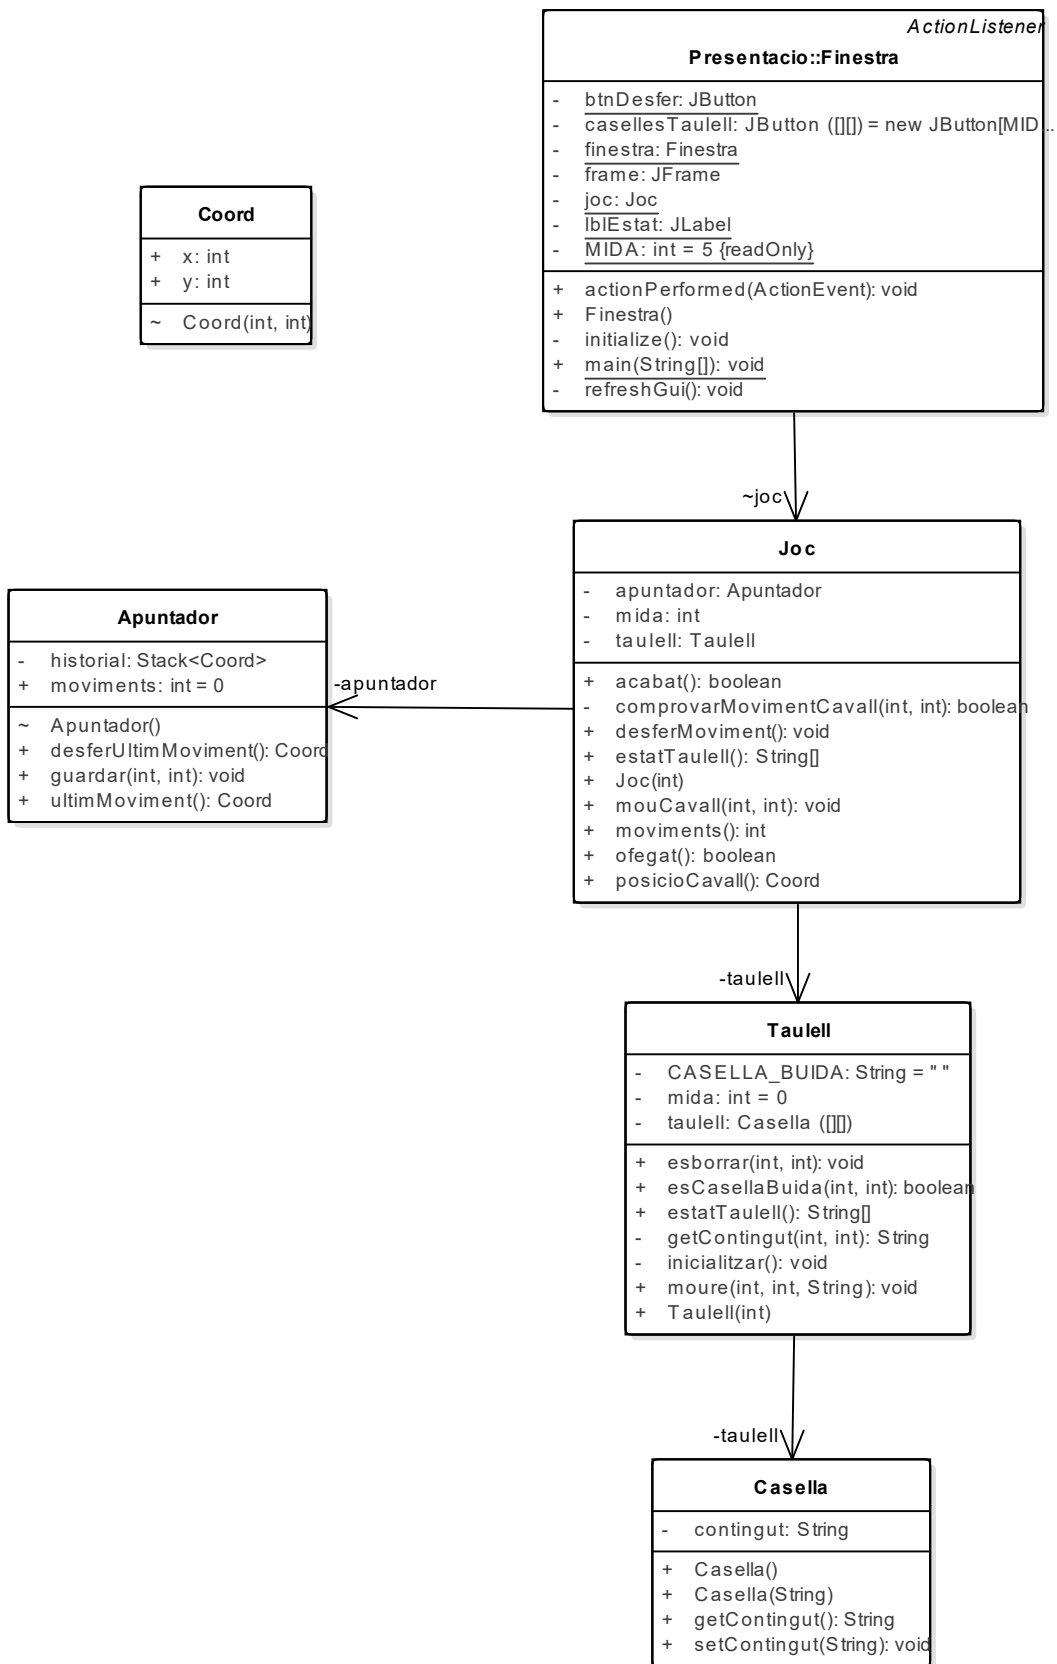 ActionListener
Presentacio::Finestra
- btnDesfer: JButton
- casellesTaulell: JButton ([][]) = new JButton[MID...
- finestra: Finestra
- frame: JFrame
- joc: Joc
- lblEstat: JLabel
- MIDA: int = 5 {readOnly}
+ actionPerformed(ActionEvent): void
+ Finestra()
- initialize(): void
+ main(String[]): void
- refreshGui(): void
Coord
+ x: int
+ y: int
~ Coord(int, int)
~joc
Joc
- apuntador: Apuntador
- mida: int
- taulell: Taulell
+ acabat(): boolean
- comprovarMovimentCavall(int, int): boolean
+ desferMoviment(): void
+ estatTaulell(): String[]
+ Joc(int)
+ mouCavall(int, int): void
+ moviments(): int
+ ofegat(): boolean
+ posicioCavall(): Coord
Apuntador
- historial: Stack<Coord>
+ moviments: int = 0
~ Apuntador()
+ desferUltimMoviment(): Coord
+ guardar(int, int): void
+ ultimMoviment(): Coord
-apuntador
-taulell
Taulell
- CASELLA_BUIDA: String = " "
- mida: int = 0
- taulell: Casella ([][])
+ esborrar(int, int): void
+ esCasellaBuida(int, int): boolean
+ estatTaulell(): String[]
- getContingut(int, int): String
- inicialitzar(): void
+ moure(int, int, String): void
+ Taulell(int)
-taulell
Casella
- contingut: String
+ Casella()
+ Casella(String)
+ getContingut(): String
+ setContingut(String): void